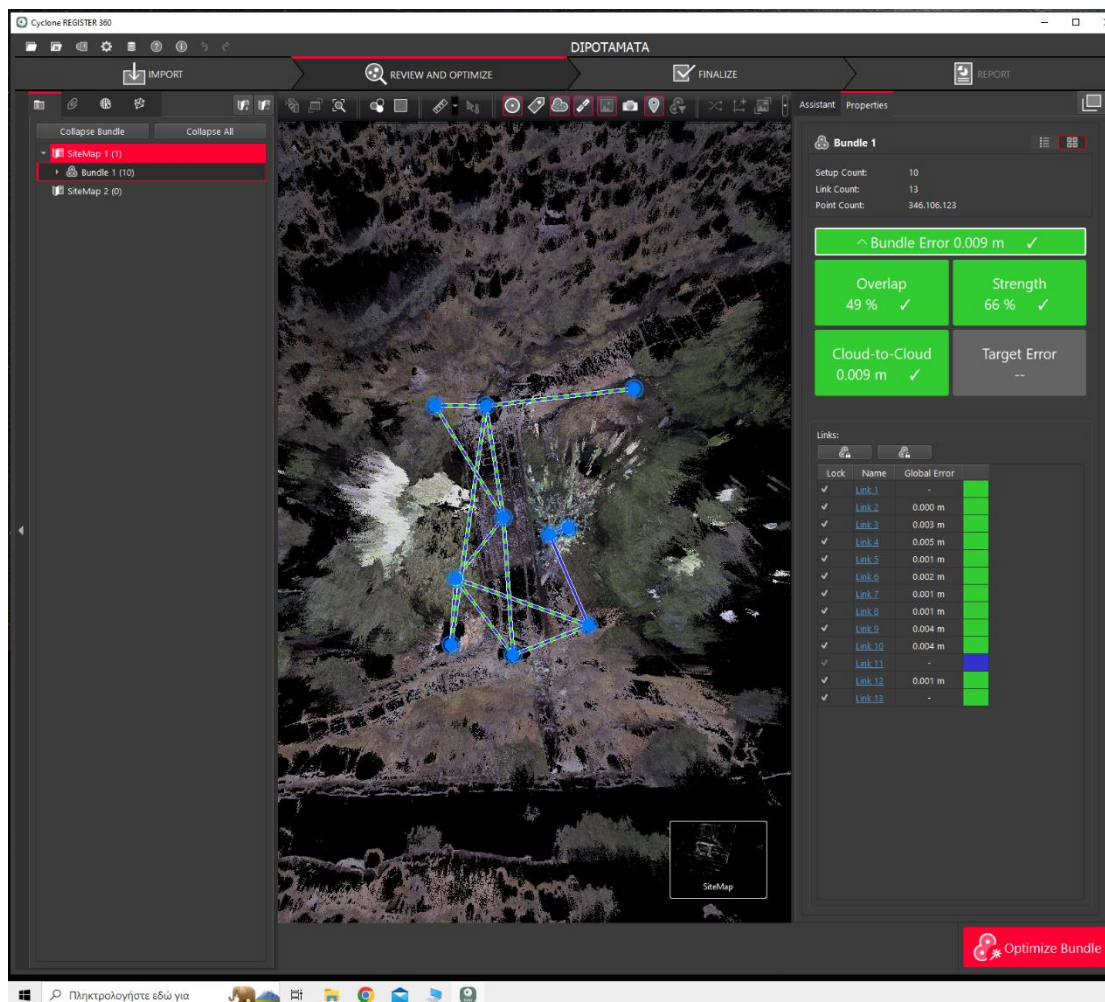 Cyclone REGISTER 360
DIPOTAMATA
IMPORT
REVIEW AND OPTIMIZE
FINALIZE
REPORT
Collapse Bundle
Collapse All
SiteMap 1 (1)
Bundle 1 (10)
SiteMap 2 (0)
SiteMap
Assistant
Properties
Bundle 1
Setup Count: 10
Link Count: 13
Point Count: 346.106.123
Bundle Error 0.009 m ✓
Overlap
49 % ✓
Strength
66 % ✓
Cloud-to-Cloud
0.009 m ✓
Target Error
--
Links:
Lock Name Global Error
Link 1 -
Link 2 0.000 m
Link 3 0.003 m
Link 4 0.005 m
Link 5 0.001 m
Link 6 0.002 m
Link 7 0.001 m
Link 8 0.001 m
Link 9 0.004 m
Link 10 0.004 m
Link 11 -
Link 12 0.001 m
Link 13 -
Optimize Bundle
Πληκτρολογήστε εδώ για